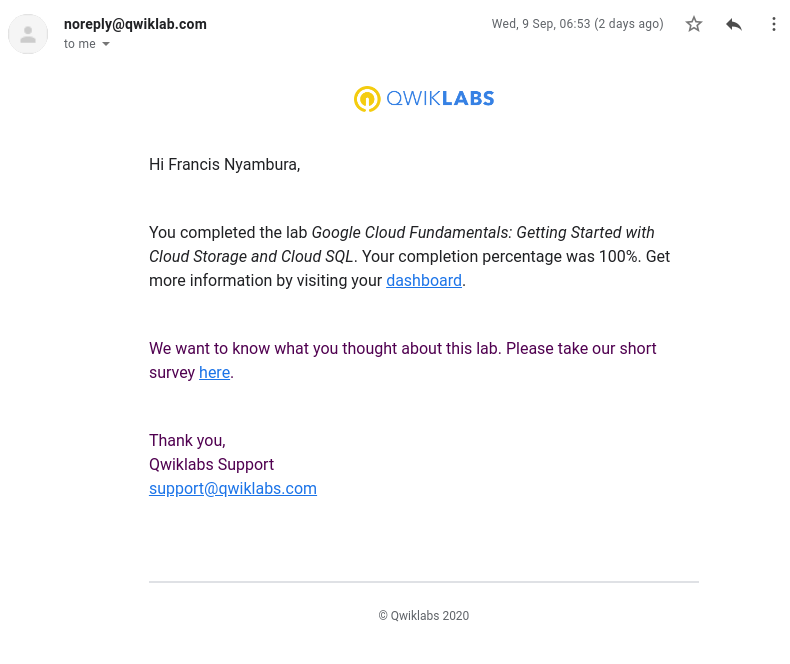 noreply@qwiklab.com
Wed, 9 Sep, 06:53 (2 days ago)
to me
QWIKLABS
Hi Francis Nyambura,
You completed the lab Google Cloud Fundamentals: Getting Started with
Cloud Storage and Cloud SQL. Your completion percentage was 100%. Get
more information by visiting your dashboard.
We want to know what you thought about this lab. Please take our short
survey here.
Thank you,
Qwiklabs Support
support@qwiklabs.com
© Qwiklabs 2020